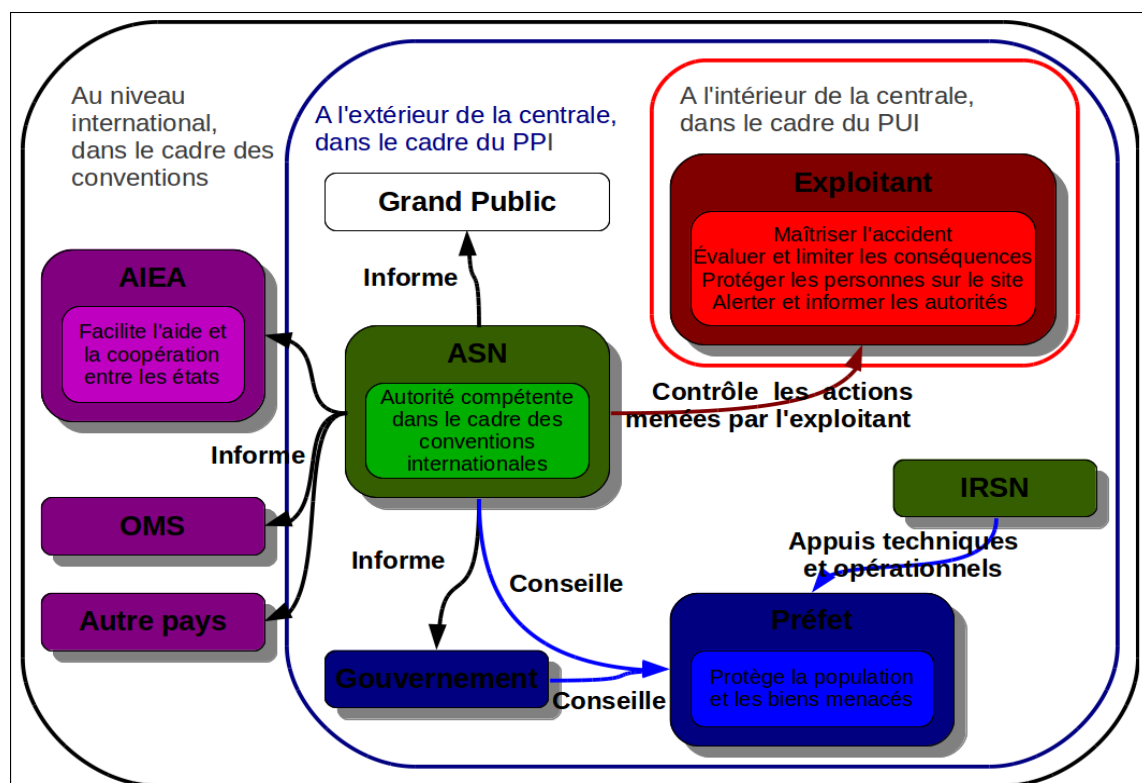 Au niveau
international,
dans le cadre des
conventions
A l'extérieur de la centrale,
dans le cadre du PPI
A l'intérieur de la centrale,
dans le cadre du PUI
Exploitant
Maîtriser l'accident
Évaluer et limiter les conséquences
Protéger les personnes sur le site
Alerter et informer les autorités
Grand Public
Informe
AIEA
Facilite l'aide et
la coopération
entre les états
ASN
Autorité compétente
dans le cadre des
conventions
internationales
Contrôle les actions
menées par l'exploitant
Informe
OMS
Autre pays
IRSN
Appuis techniques
et opérationnels
Informe
Conseille
Préfet
Protège la population
et les biens menacés
Gouvernement
Conseille